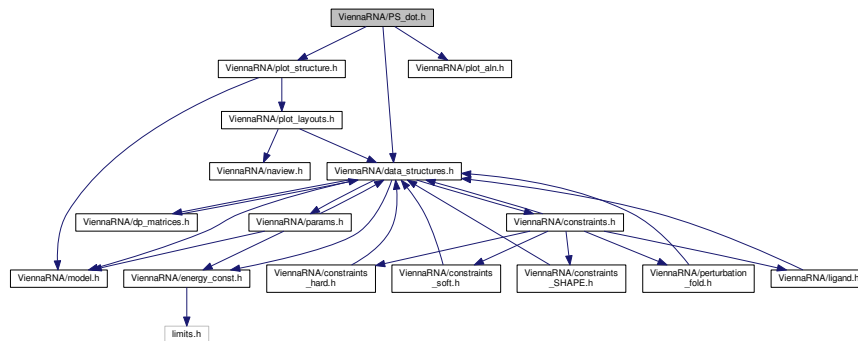 ViennaRNA/PS_dot.h
ViennaRNA/plot_structure.h
ViennaRNA/plot_aln.h
ViennaRNA/plot_layouts.h
ViennaRNA/naview.h
ViennaRNA/data_structures.h
ViennaRNA/dp_matrices.h
ViennaRNA/params.h
ViennaRNA/constraints.h
ViennaRNA/model.h
ViennaRNA/energy_const.h
ViennaRNA/constraints
_hard.h
ViennaRNA/constraints
_soft.h
ViennaRNA/constraints
_SHAPE.h
ViennaRNA/perturbation
_fold.h
ViennaRNA/ligand.h
limits.h